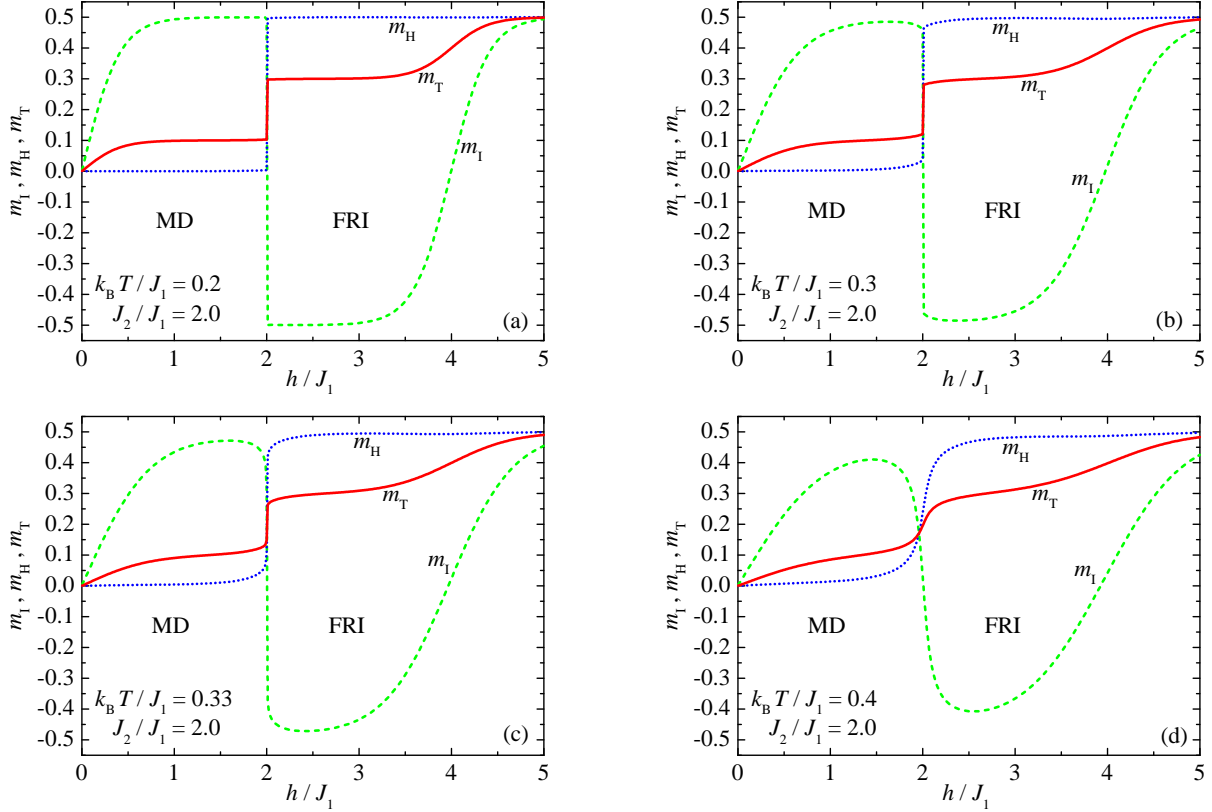 m_I , m_H , m_T
0.5
0.4
0.3
0.2
0.1
0.0
-0.1
-0.2
-0.3
-0.4
-0.5
m_H
m_T
m_I
MD
FRI
k_B T / J_1 = 0.2
J_2 / J_1 = 2.0
(a)
0 1 2 3 4 5
h / J_1
m_I , m_H , m_T
0.5
0.4
0.3
0.2
0.1
0.0
-0.1
-0.2
-0.3
-0.4
-0.5
m_H
m_T
m_I
MD
FRI
k_B T / J_1 = 0.3
J_2 / J_1 = 2.0
(b)
0 1 2 3 4 5
h / J_1
m_I , m_H , m_T
0.5
0.4
0.3
0.2
0.1
0.0
-0.1
-0.2
-0.3
-0.4
-0.5
m_H
m_T
m_I
MD
FRI
k_B T / J_1 = 0.33
J_2 / J_1 = 2.0
(c)
0 1 2 3 4 5
h / J_1
m_I , m_H , m_T
0.5
0.4
0.3
0.2
0.1
0.0
-0.1
-0.2
-0.3
-0.4
-0.5
m_H
m_T
m_I
MD
FRI
k_B T / J_1 = 0.4
J_2 / J_1 = 2.0
(d)
0 1 2 3 4 5
h / J_1